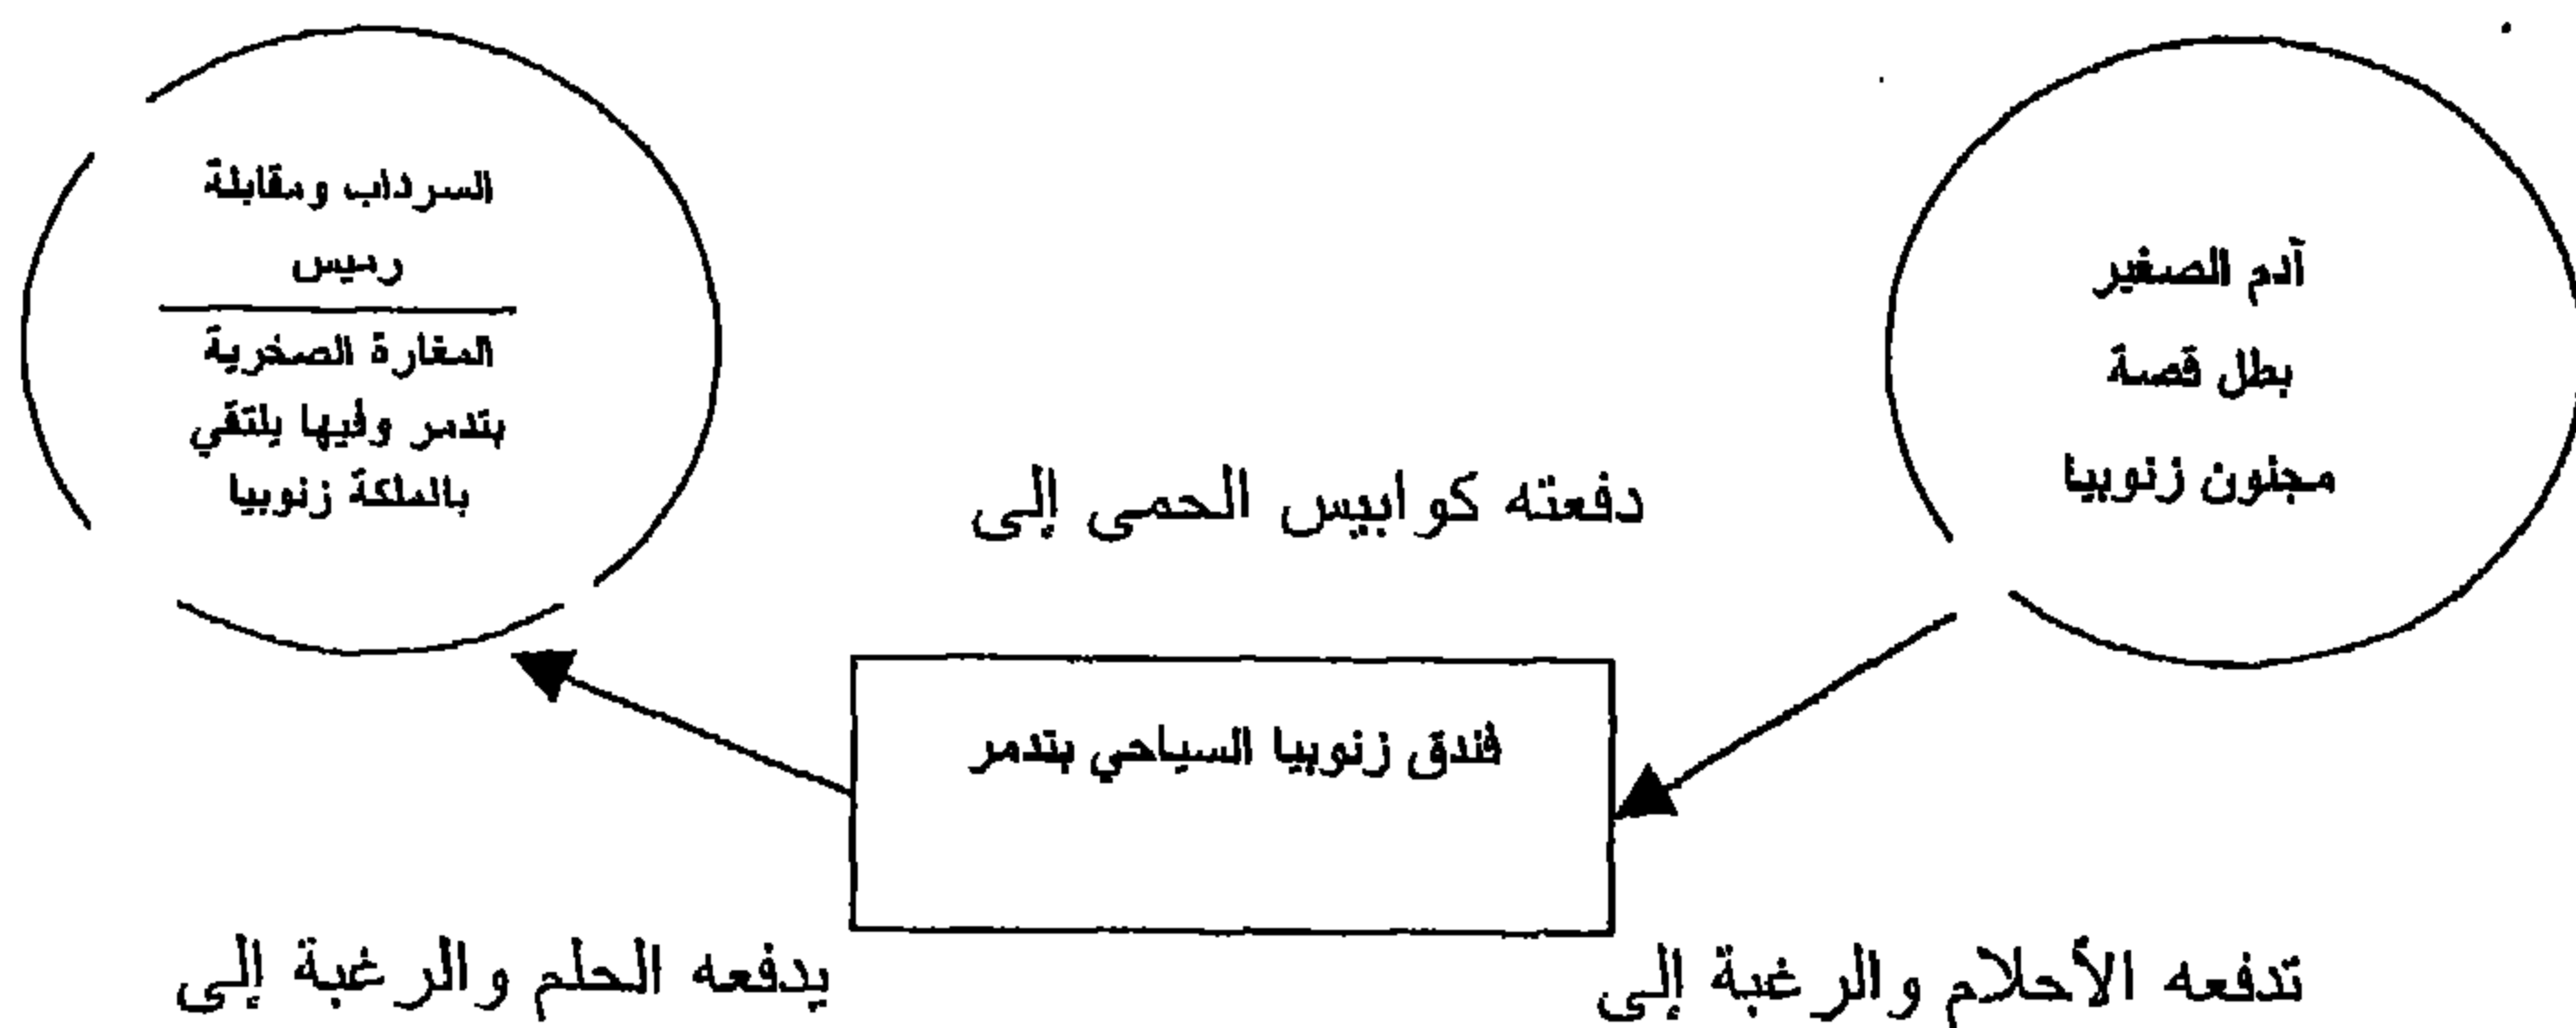 آدم الصغير
بطل قصة
مجنون زنوبيا
دفعته كوابيس الحمى إلى
السرداب ومقابلة
رميس
المغارة الصخرية
بتدمر وفيها يلتقي
بالملكة زنوبيا
فندق زنوبيا السياحي بتدمر
تدفعه الأحلام والرغبة إلى
يدفعه الحلم والرغبة إلى